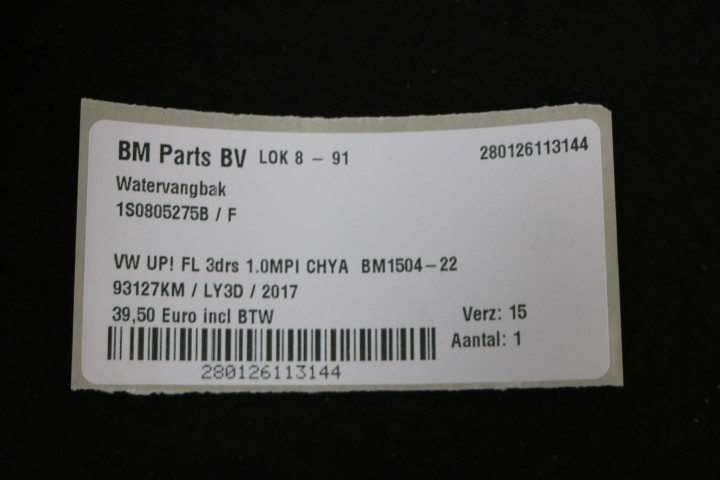 BM Parts BV LOK 8 - 91 280126113144
Watervangbak
1S0805275B / F
VW UP! FL 3drs 1.0MPI CHYA BM1504-22
93127KM / LY3D / 2017
39,50 Euro incl BTW Verz: 15
Aantal: 1
280126113144